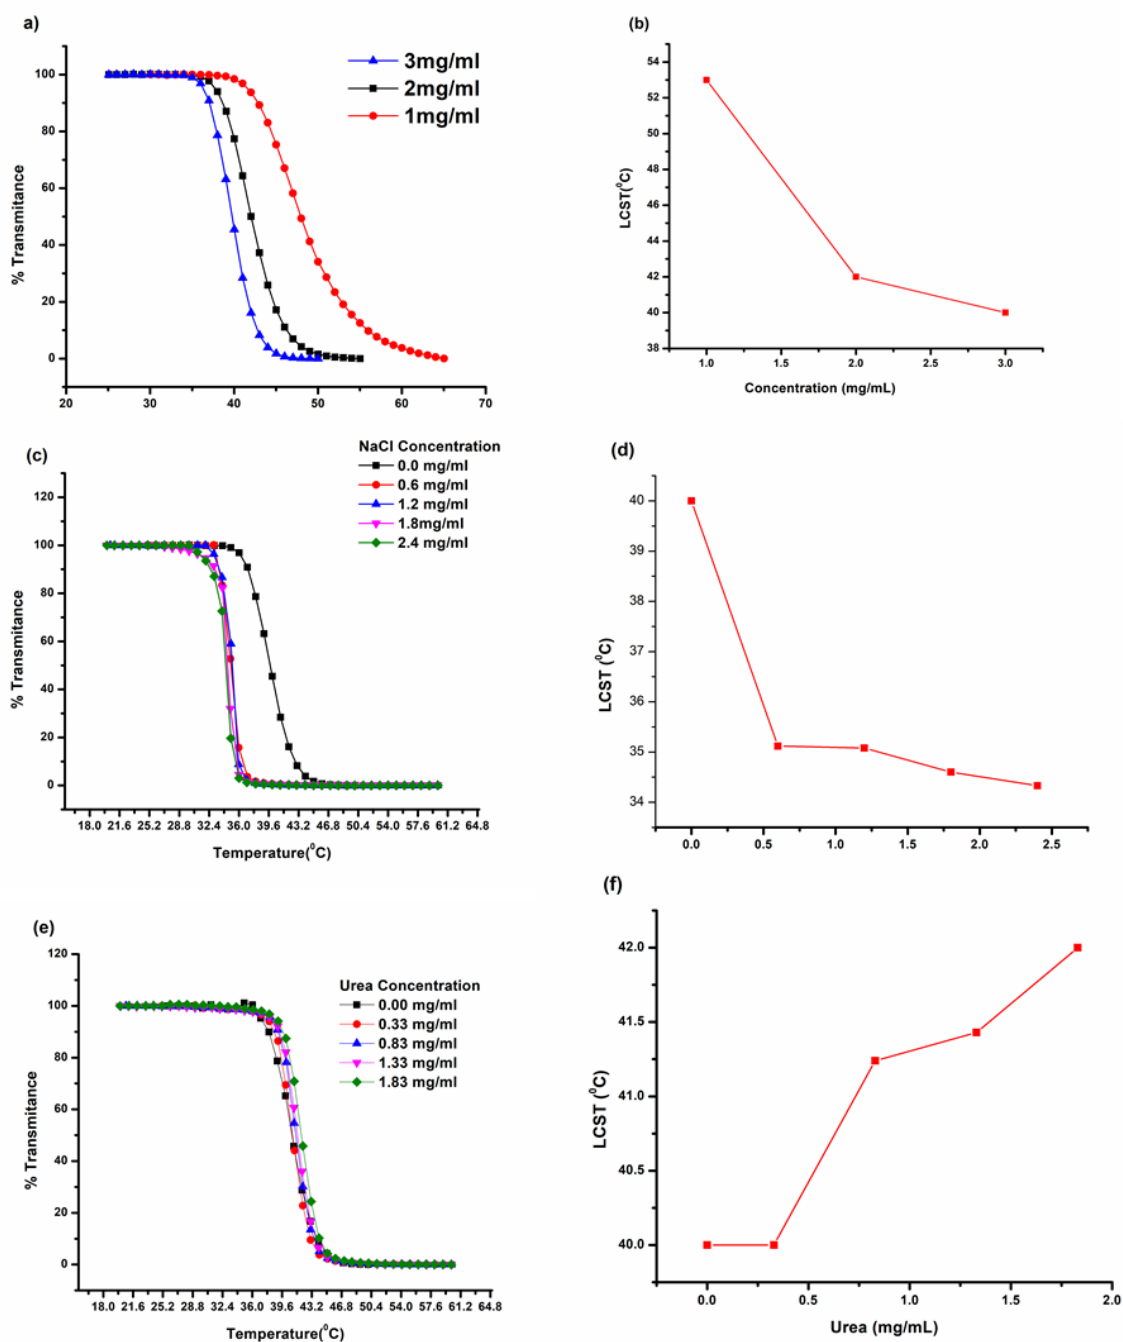 a)
3mg/ml
2mg/ml
1mg/ml
100
80
60
40
20
0
% Transmitance
20 30 40 50 60 70
(b)
54
52
50
48
46
44
42
40
38
LCST(⁰C)
1.0 1.5 2.0 2.5 3.0
Concentration (mg/mL)
(c)
NaCl Concentration
0.0 mg/ml
0.6 mg/ml
1.2 mg/ml
1.8mg/ml
2.4 mg/ml
120
100
80
60
40
20
0
% Transmitance
18.0 21.6 25.2 28.8 32.4 36.0 39.6 43.2 46.8 50.4 54.0 57.6 61.2 64.8
Temperature(⁰C)
(d)
40
39
38
37
36
35
34
LCST (⁰C)
0.0 0.5 1.0 1.5 2.0 2.5
(e)
Urea Concentration
0.00 mg/ml
0.33 mg/ml
0.83 mg/ml
1.33 mg/ml
1.83 mg/ml
120
100
80
60
40
20
0
% Transmitance
18.0 21.6 25.2 28.8 32.4 36.0 39.6 43.2 46.8 50.4 54.0 57.6 61.2 64.8
Temperature(⁰C)
(f)
42.0
41.5
41.0
40.5
40.0
LCST (⁰C)
0.0 0.5 1.0 1.5 2.0
Urea (mg/mL)